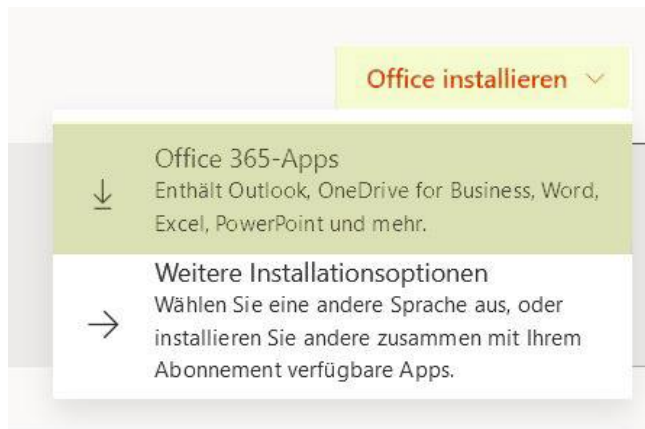 Office installieren
Office 365-Apps
Enthält Outlook, OneDrive for Business, Word,
Excel, PowerPoint und mehr.
Weitere Installationsoptionen
Wählen Sie eine andere Sprache aus, oder
installieren Sie andere zusammen mit Ihrem
Abonnement verfügbare Apps.